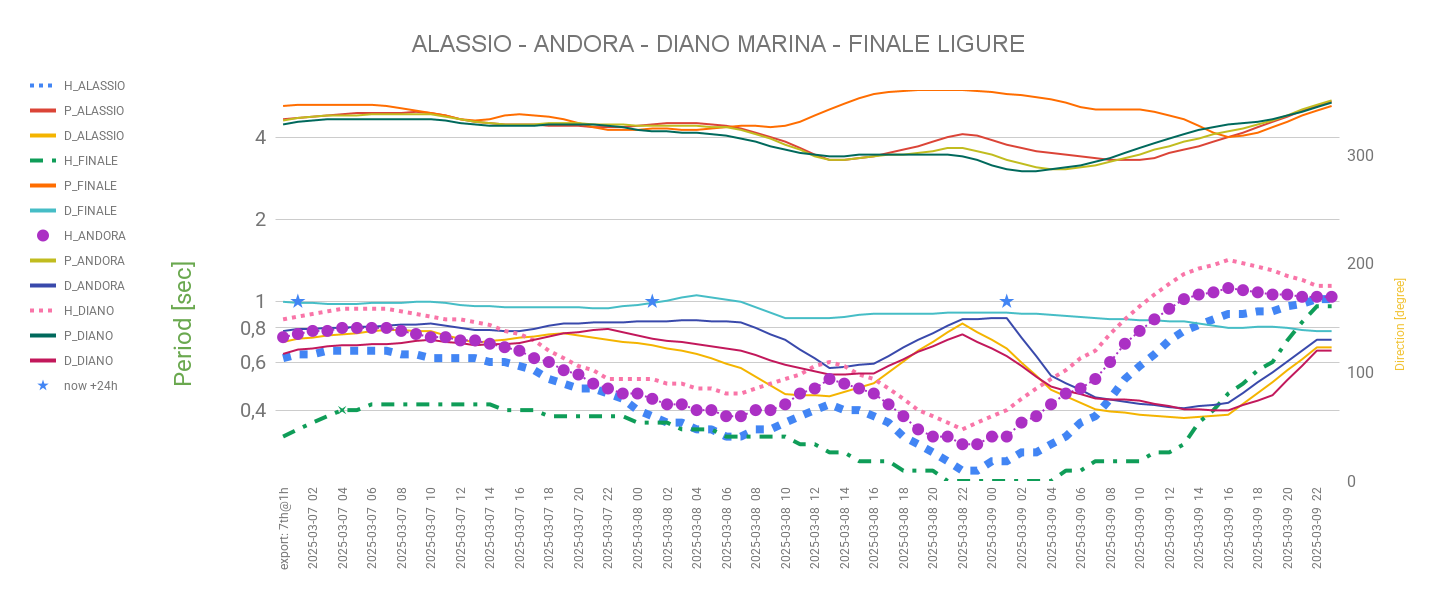 ALASSIO - ANDORA - DIANO MARINA - FINALE LIGURE
H_ALASSIO
P_ALASSIO
D_ALASSIO
H_FINALE
P_FINALE
D_FINALE
H_ANDORA
P_ANDORA
D_ANDORA
H_DIANO
P_DIANO
D_DIANO
now +24h
Period [sec]
4
2
1
0,8
0,6
0,4
300
200
100
0
Direction [degree]
export: 7th@1h
2025-03-07 02
2025-03-07 04
2025-03-07 06
2025-03-07 08
2025-03-07 10
2025-03-07 12
2025-03-07 14
2025-03-07 16
2025-03-07 18
2025-03-07 20
2025-03-07 22
2025-03-08 00
2025-03-08 02
2025-03-08 04
2025-03-08 06
2025-03-08 08
2025-03-08 10
2025-03-08 12
2025-03-08 14
2025-03-08 16
2025-03-08 18
2025-03-08 20
2025-03-08 22
2025-03-09 00
2025-03-09 02
2025-03-09 04
2025-03-09 06
2025-03-09 08
2025-03-09 10
2025-03-09 12
2025-03-09 14
2025-03-09 16
2025-03-09 18
2025-03-09 20
2025-03-09 22